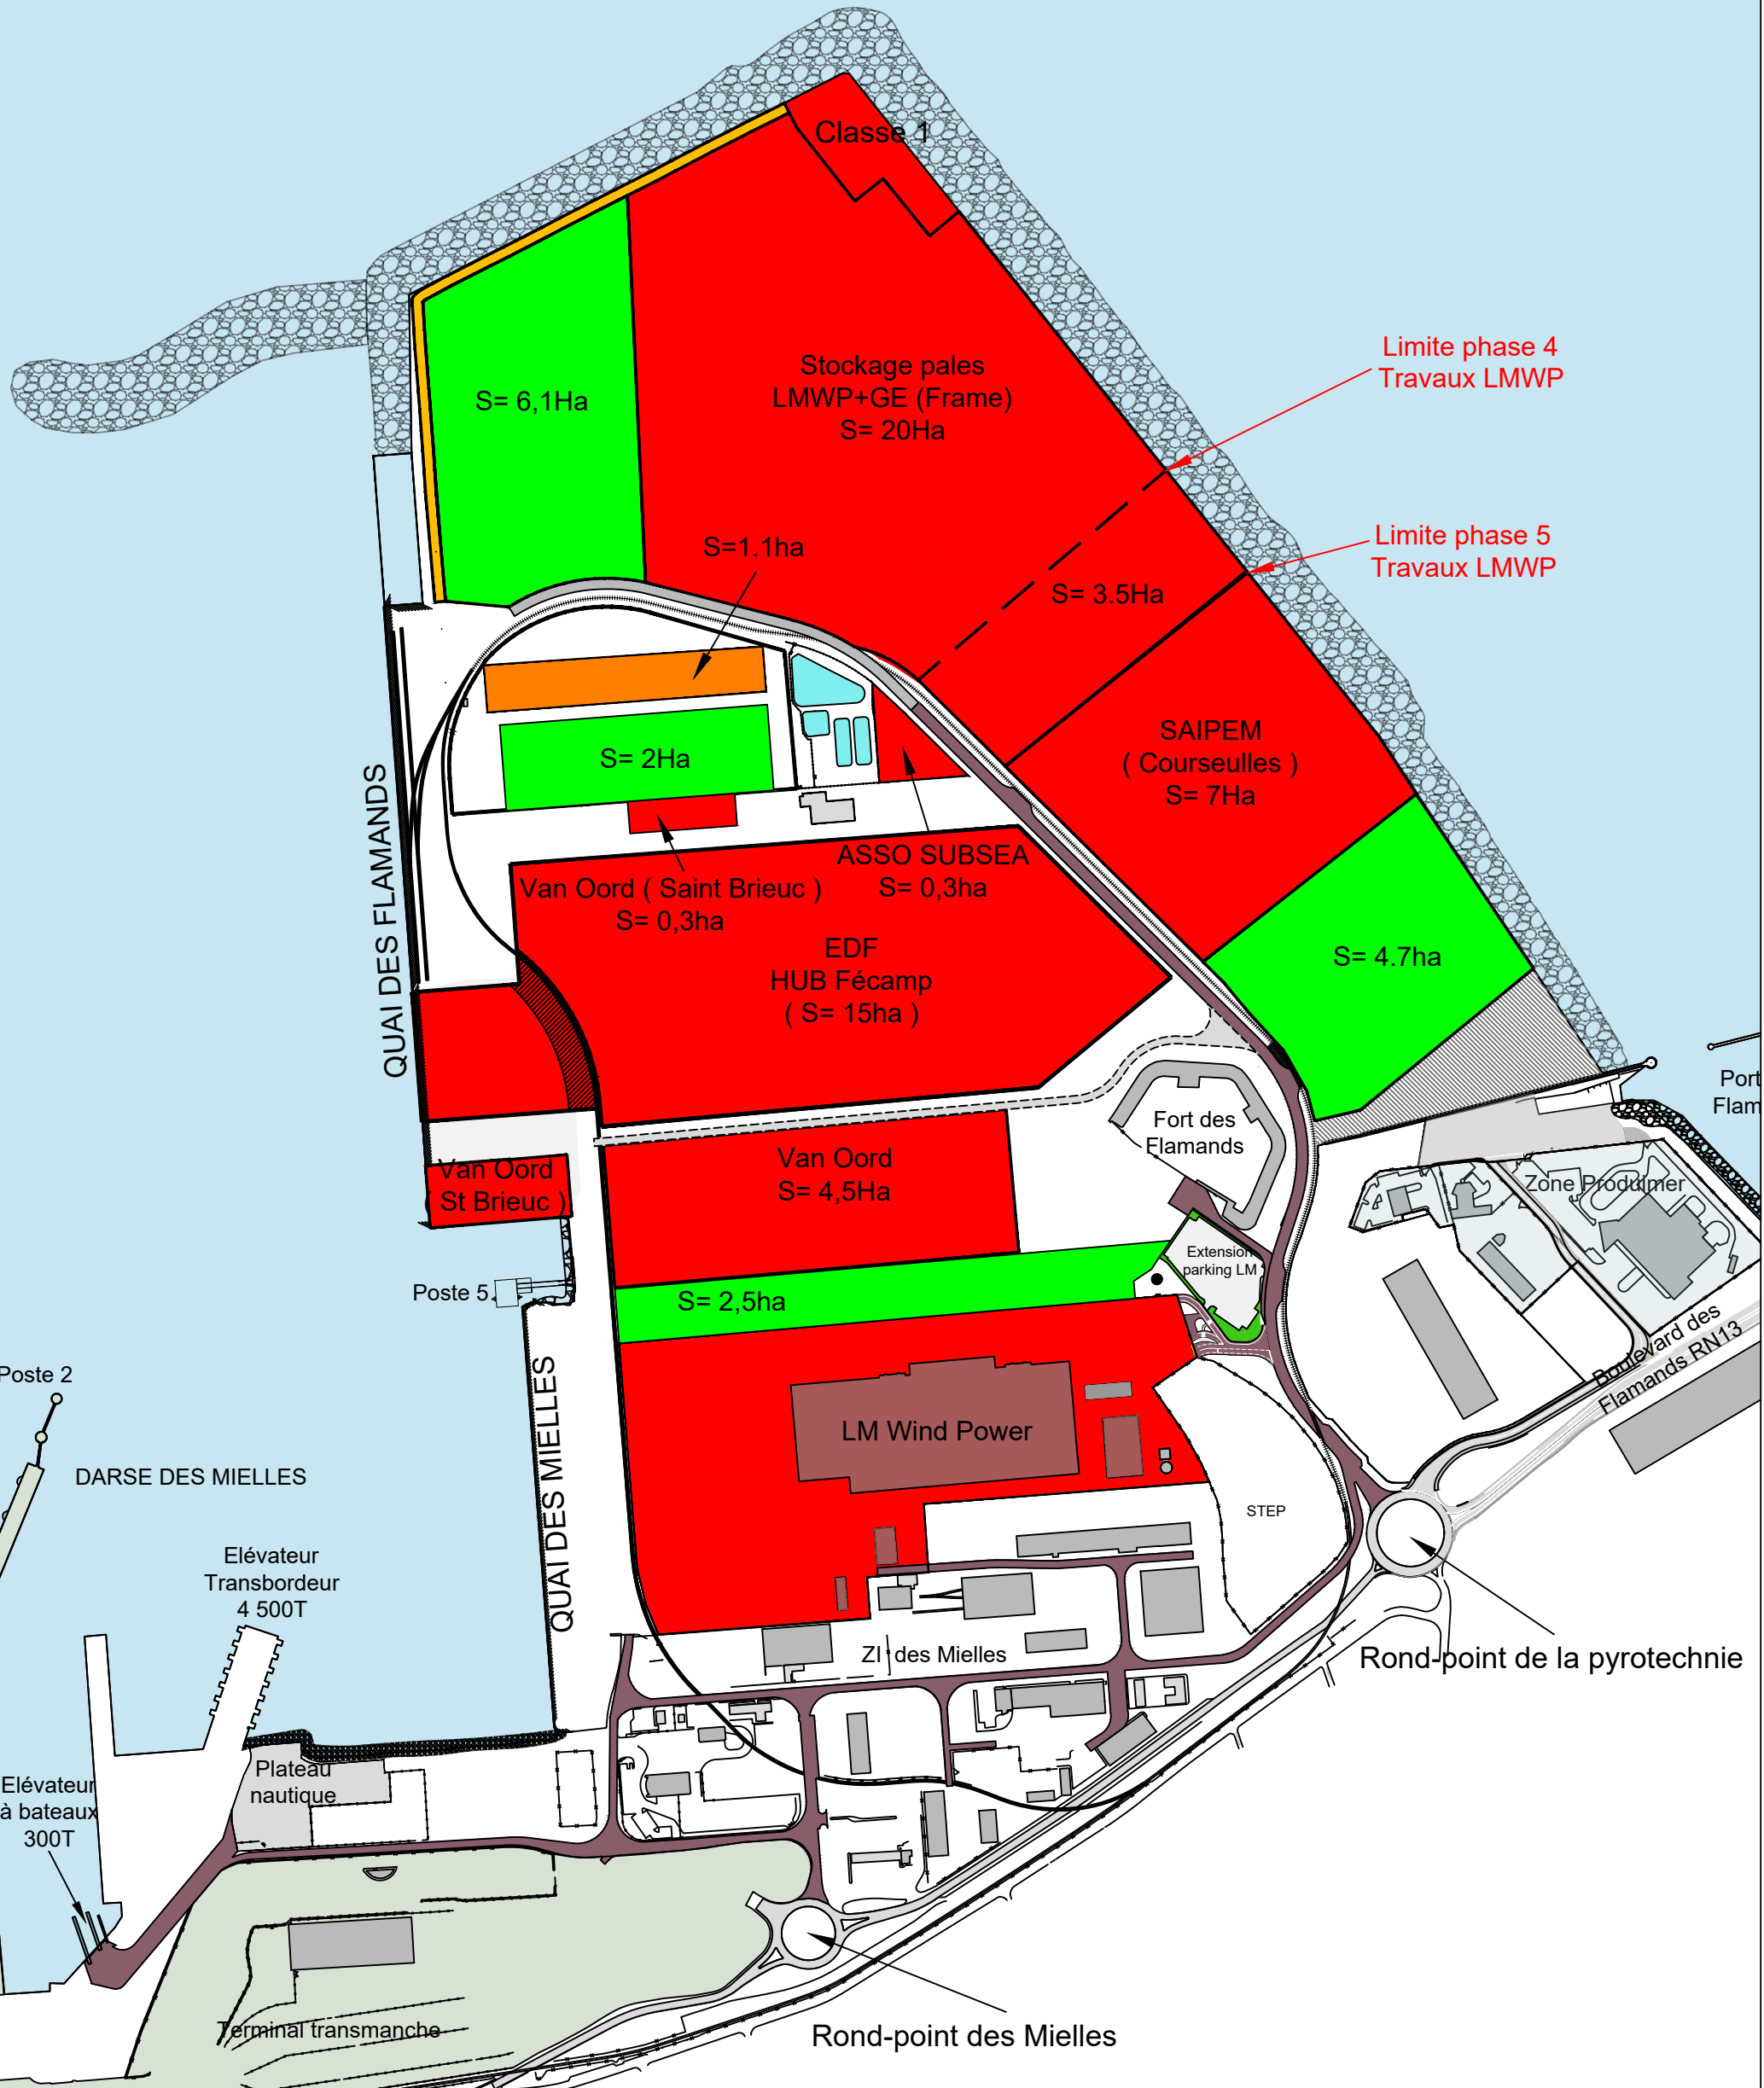 Classe 1
Stockage pales
LMWP+GE (Frame)
S= 20Ha
S= 6,1Ha
Limite phase 4
Travaux LMWP
Limite phase 5
Travaux LMWP
S=1.1ha
S= 3.5Ha
S= 2Ha
SAIPEM
( Courseulles )
S= 7Ha
QUAI DES FLAMANDS
ASSO SUBSEA
S= 0,3ha
Van Oord ( Saint Brieuc )
S= 0,3ha
EDF
HUB Fécamp
( S= 15ha )
S= 4.7ha
Port
Flam
Fort des
Flamands
Van Oord
S= 4,5Ha
Van Oord
( St Brieuc )
Zone Produimer
Extension
parking LM
Poste 5
S= 2,5ha
Boulevard des
Flamands RN13
Poste 2
QUAI DES MIELLES
LM Wind Power
DARSE DES MIELLES
STEP
Elévateur
Transbordeur
4 500T
ZI des Mielles
Rond-point de la pyrotechnie
Plateau
nautique
Elévateur
à bateaux
300T
Terminal transmanche
Rond-point des Mielles